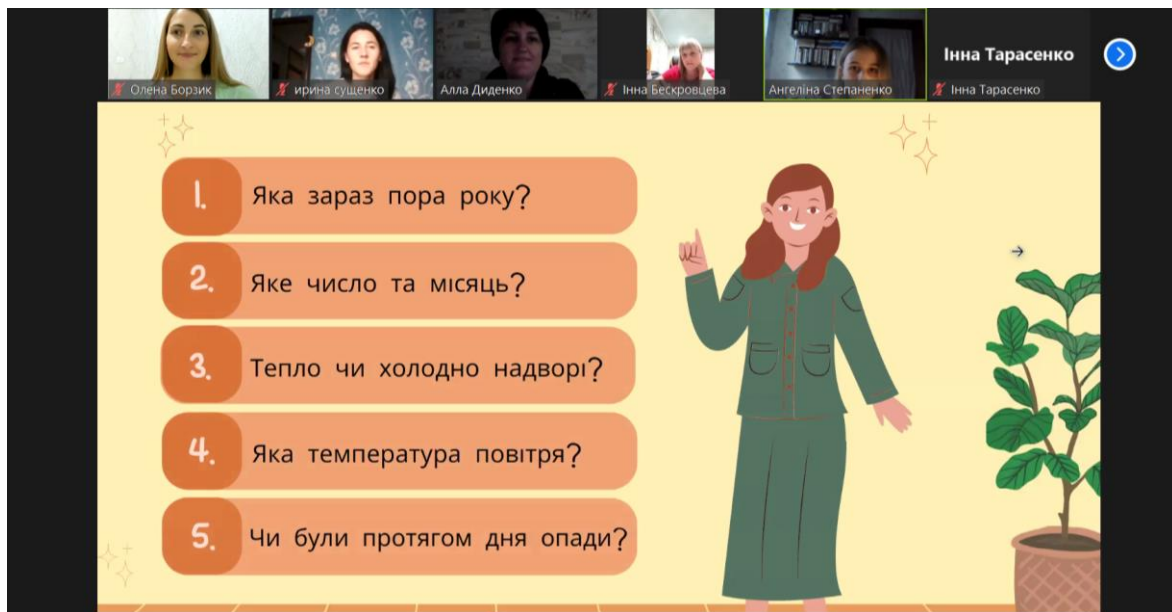 Олена Борзик
ирина сущенко
Алла Диденко
Інна Бескровцева
Ангеліна Степаненко
Інна Тарасенко
Інна Тарасенко
1. Яка зараз пора року?
2. Яке число та місяць?
3. Тепло чи холодно надворі?
4. Яка температура повітря?
5. Чи були протягом дня опади?